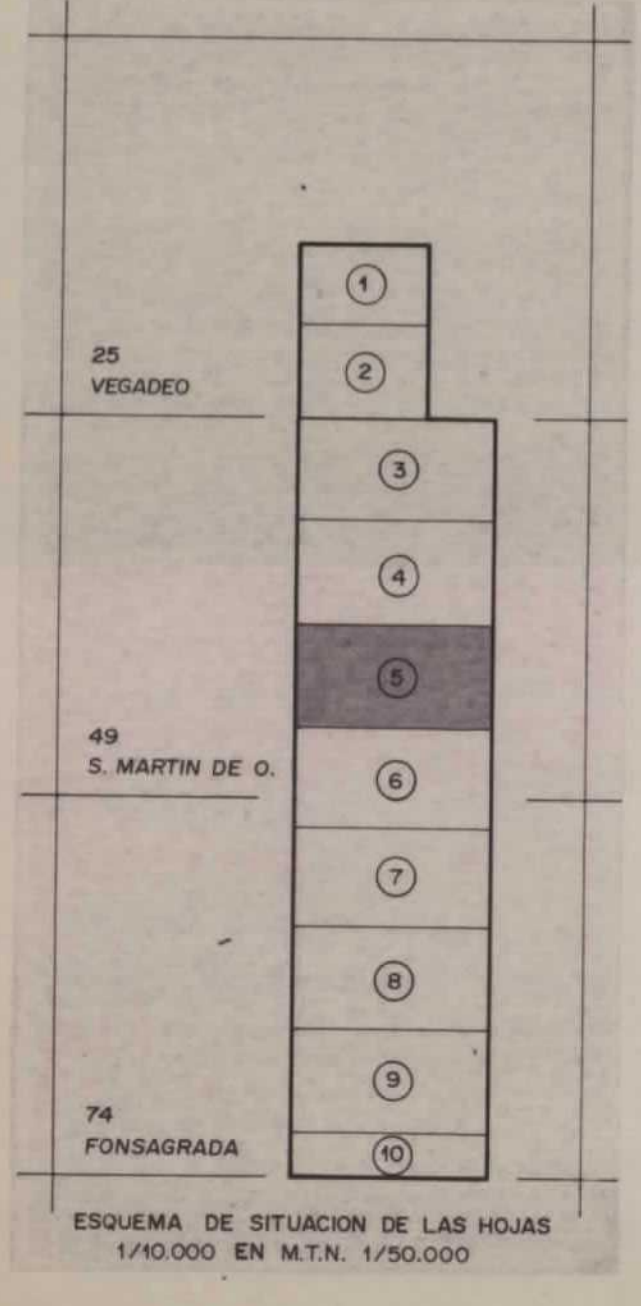 1
25
2
VEGADEO
3
4
5
49
S. MARTIN DE O.
6
7
8
9
74
FONSAGRADA
10
ESQUEMA DE SITUACION DE LAS HOJAS
1/10.000 EN M.T.N. 1/50.000